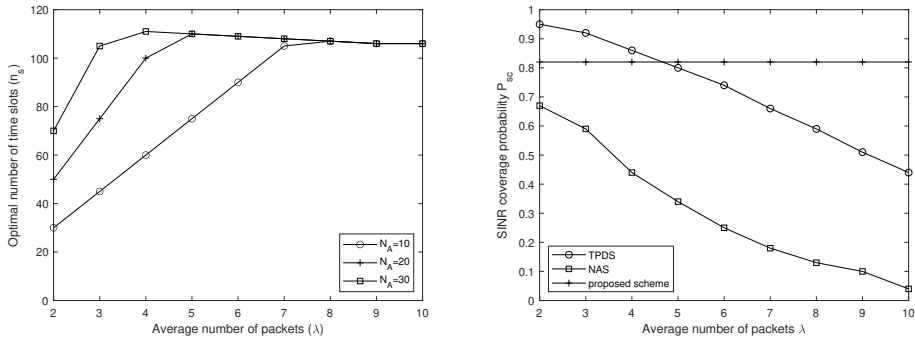 120
100
80
60
40
20
0
Optimal number of time slots (n_s)
2 3 4 5 6 7 8 9 10
Average number of packets (λ)
N_A=10
N_A=20
N_A=30
1
0.9
0.8
0.7
0.6
0.5
0.4
0.3
0.2
0.1
0
SINR coverage probability P_sc
2 3 4 5 6 7 8 9 10
Average number of packets λ
TPDS
NAS
proposed scheme